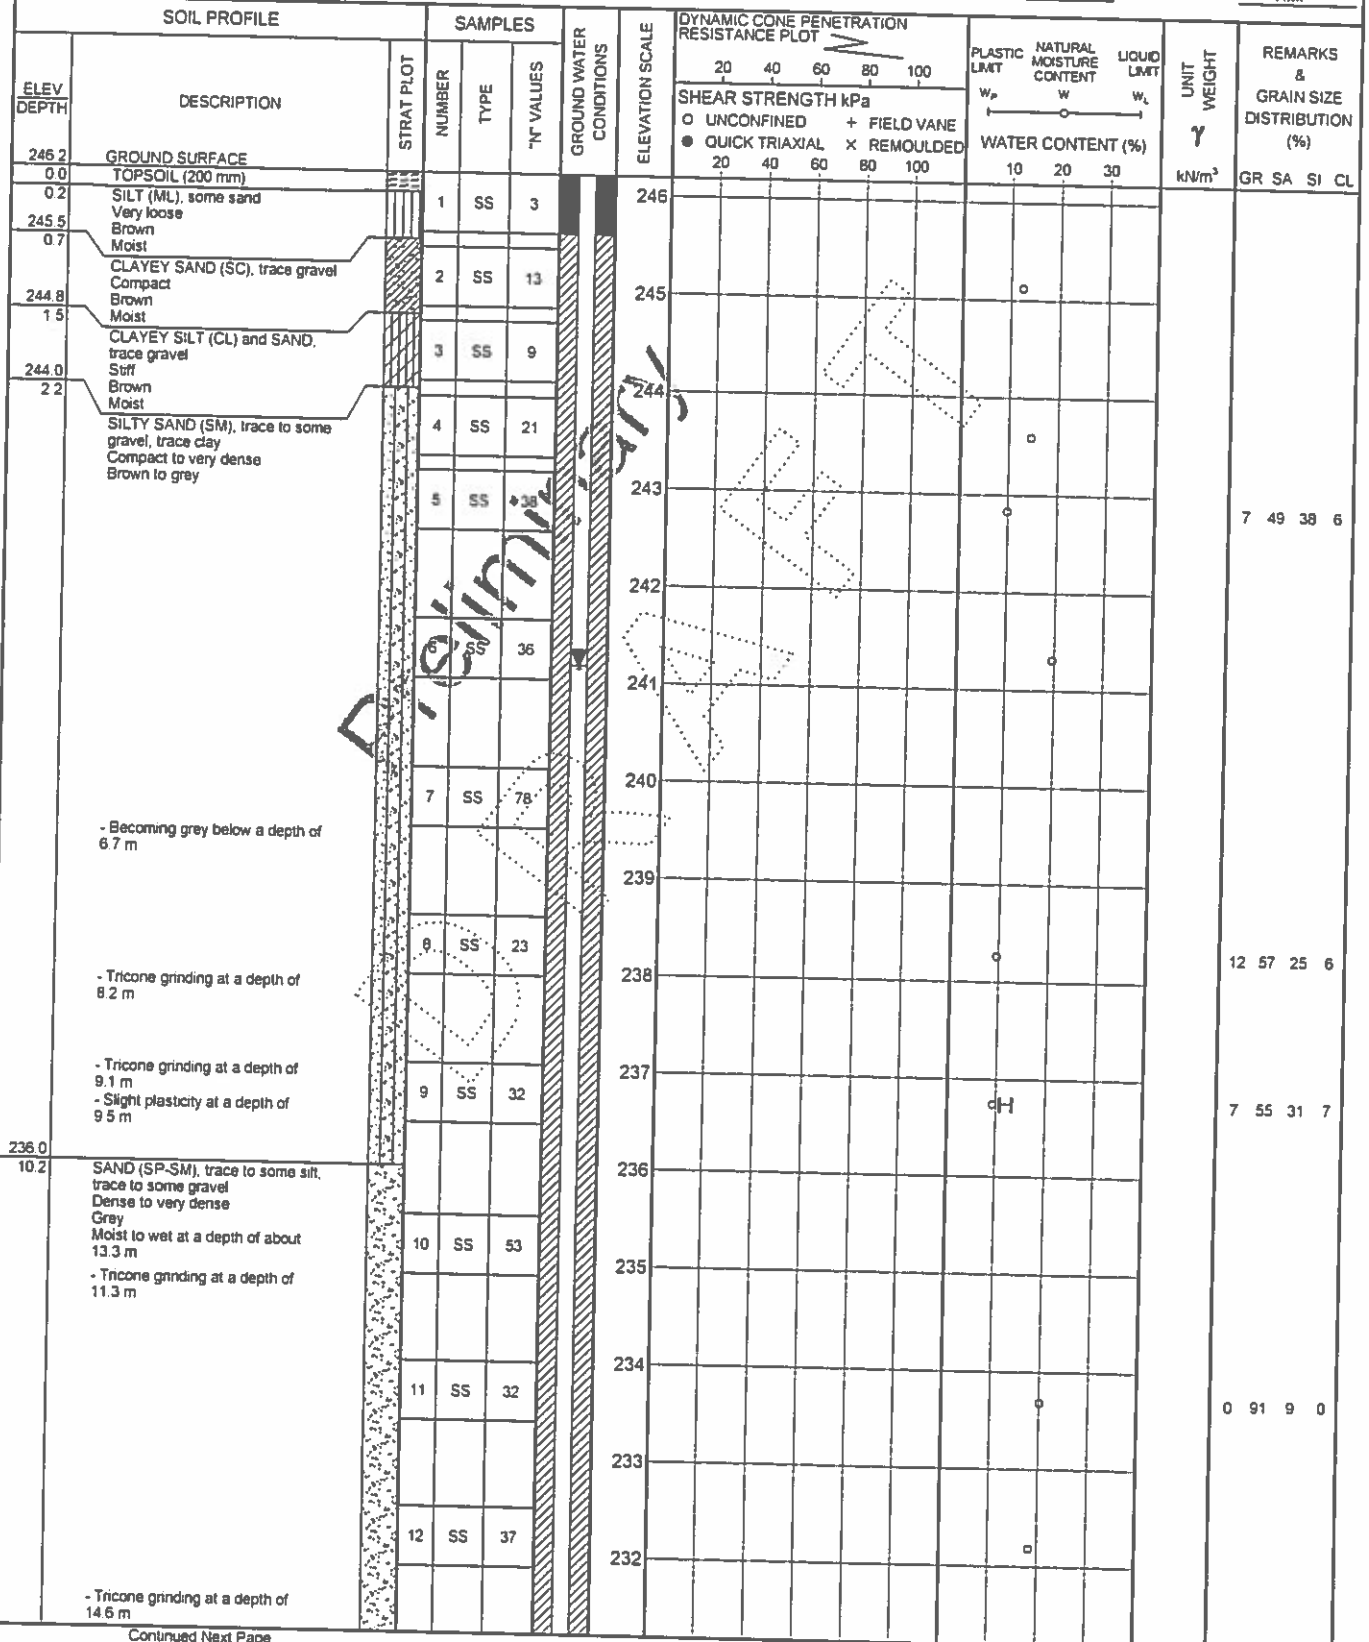 SOIL PROFILE
SAMPLES
GROUND WATER CONDITIONS
ELEVATION SCALE
DYNAMIC CONE PENETRATION
RESISTANCE PLOT
20 40 60 80 100
SHEAR STRENGTH kPa
O UNCONFINED + FIELD VANE
● QUICK TRIAXIAL × REMOULDED
20 40 60 80 100
PLASTIC LIMIT
NATURAL MOISTURE CONTENT
LIQUID LIMIT
WP W WL
WATER CONTENT (%)
10 20 30
UNIT WEIGHT
γ
kN/m³
REMARKS
&
GRAIN SIZE
DISTRIBUTION
(%)
GR SA SI CL
ELEV
DEPTH
DESCRIPTION
STRAT PLOT
NUMBER
TYPE
"N" VALUES
246.2 GROUND SURFACE
0.0 TOPSOIL (200 mm)
0.2 SILT (ML), some sand
Very loose
245.5 Brown
0.7 Moist
CLAYEY SAND (SC), trace gravel
Compact
244.8 Brown
1.5 Moist
CLAYEY SILT (CL) and SAND,
trace gravel
244.0 Stiff
2.2 Brown
Moist
SILTY SAND (SM), trace to some
gravel, trace clay
Compact to very dense
Brown to grey
- Becoming grey below a depth of
6.7 m
- Tricone grinding at a depth of
8.2 m
- Tricone grinding at a depth of
9.1 m
- Slight plasticity at a depth of
9.5 m
236.0
10.2 SAND (SP-SM), trace to some silt,
trace to some gravel
Dense to very dense
Grey
Moist to wet at a depth of about
13.3 m
- Tricone grinding at a depth of
11.3 m
- Tricone grinding at a depth of
14.6 m
1 SS 3
2 SS 13
3 SS 9
4 SS 21
5 SS 38
6 SS 36
7 SS 78
8 SS 23
9 SS 32
10 SS 53
11 SS 32
12 SS 37
246
245
244
243
242
241
240
239
238
237
236
235
234
233
232
7 49 38 6
12 57 25 6
7 55 31 7
0 91 9 0
Preliminary
DRAFT
Continued Next Page